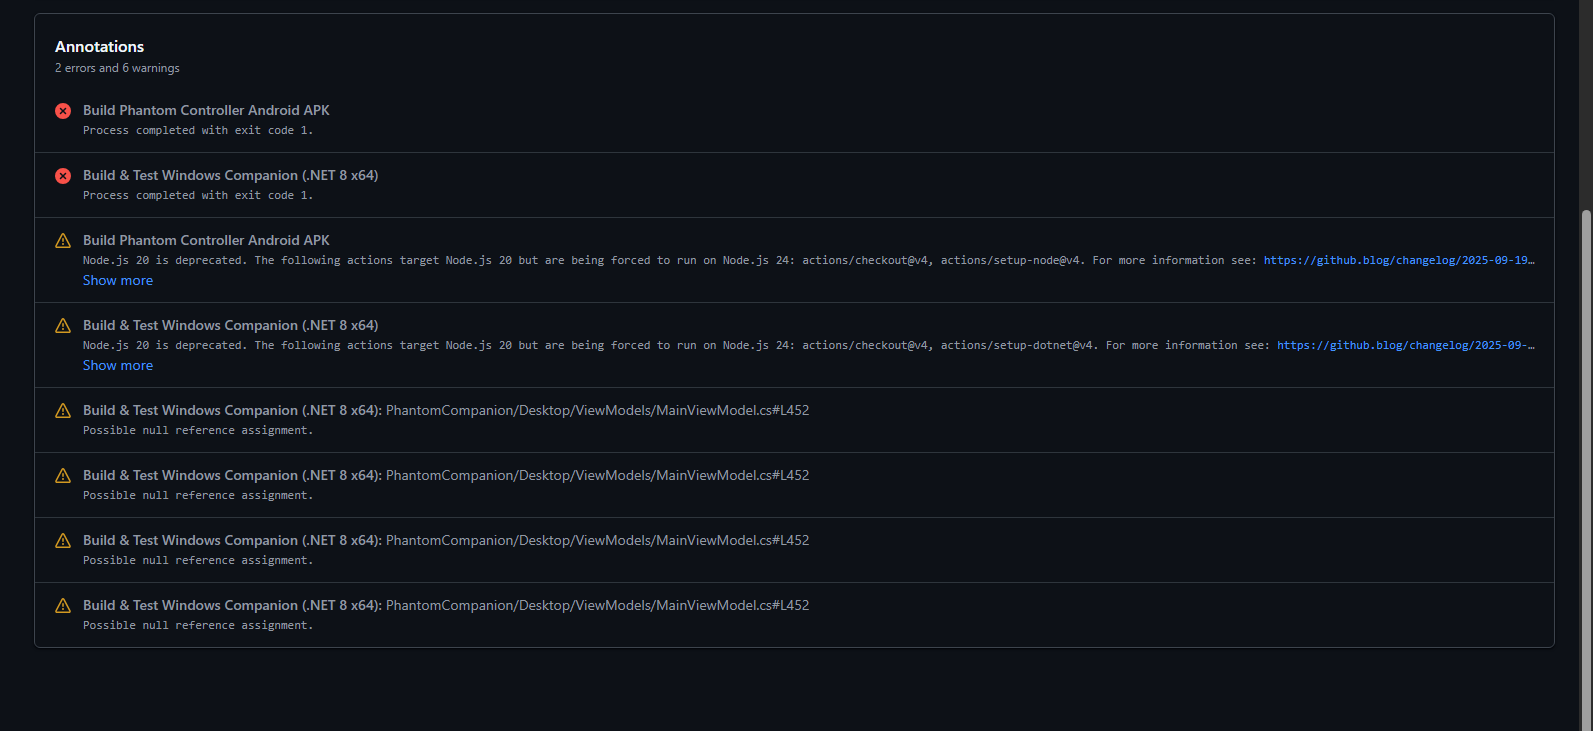 Annotations
2 errors and 6 warnings
Build Phantom Controller Android APK
Process completed with exit code 1.
Build & Test Windows Companion (.NET 8 x64)
Process completed with exit code 1.
Build Phantom Controller Android APK
Node.js 20 is deprecated. The following actions target Node.js 20 but are being forced to run on Node.js 24: actions/checkout@v4, actions/setup-node@v4. For more information see: https://github.blog/changelog/2025-09-19…
Show more
Build & Test Windows Companion (.NET 8 x64)
Node.js 20 is deprecated. The following actions target Node.js 20 but are being forced to run on Node.js 24: actions/checkout@v4, actions/setup-dotnet@v4. For more information see: https://github.blog/changelog/2025-09-…
Show more
Build & Test Windows Companion (.NET 8 x64): PhantomCompanion/Desktop/ViewModels/MainViewModel.cs#L452
Possible null reference assignment.
Build & Test Windows Companion (.NET 8 x64): PhantomCompanion/Desktop/ViewModels/MainViewModel.cs#L452
Possible null reference assignment.
Build & Test Windows Companion (.NET 8 x64): PhantomCompanion/Desktop/ViewModels/MainViewModel.cs#L452
Possible null reference assignment.
Build & Test Windows Companion (.NET 8 x64): PhantomCompanion/Desktop/ViewModels/MainViewModel.cs#L452
Possible null reference assignment.